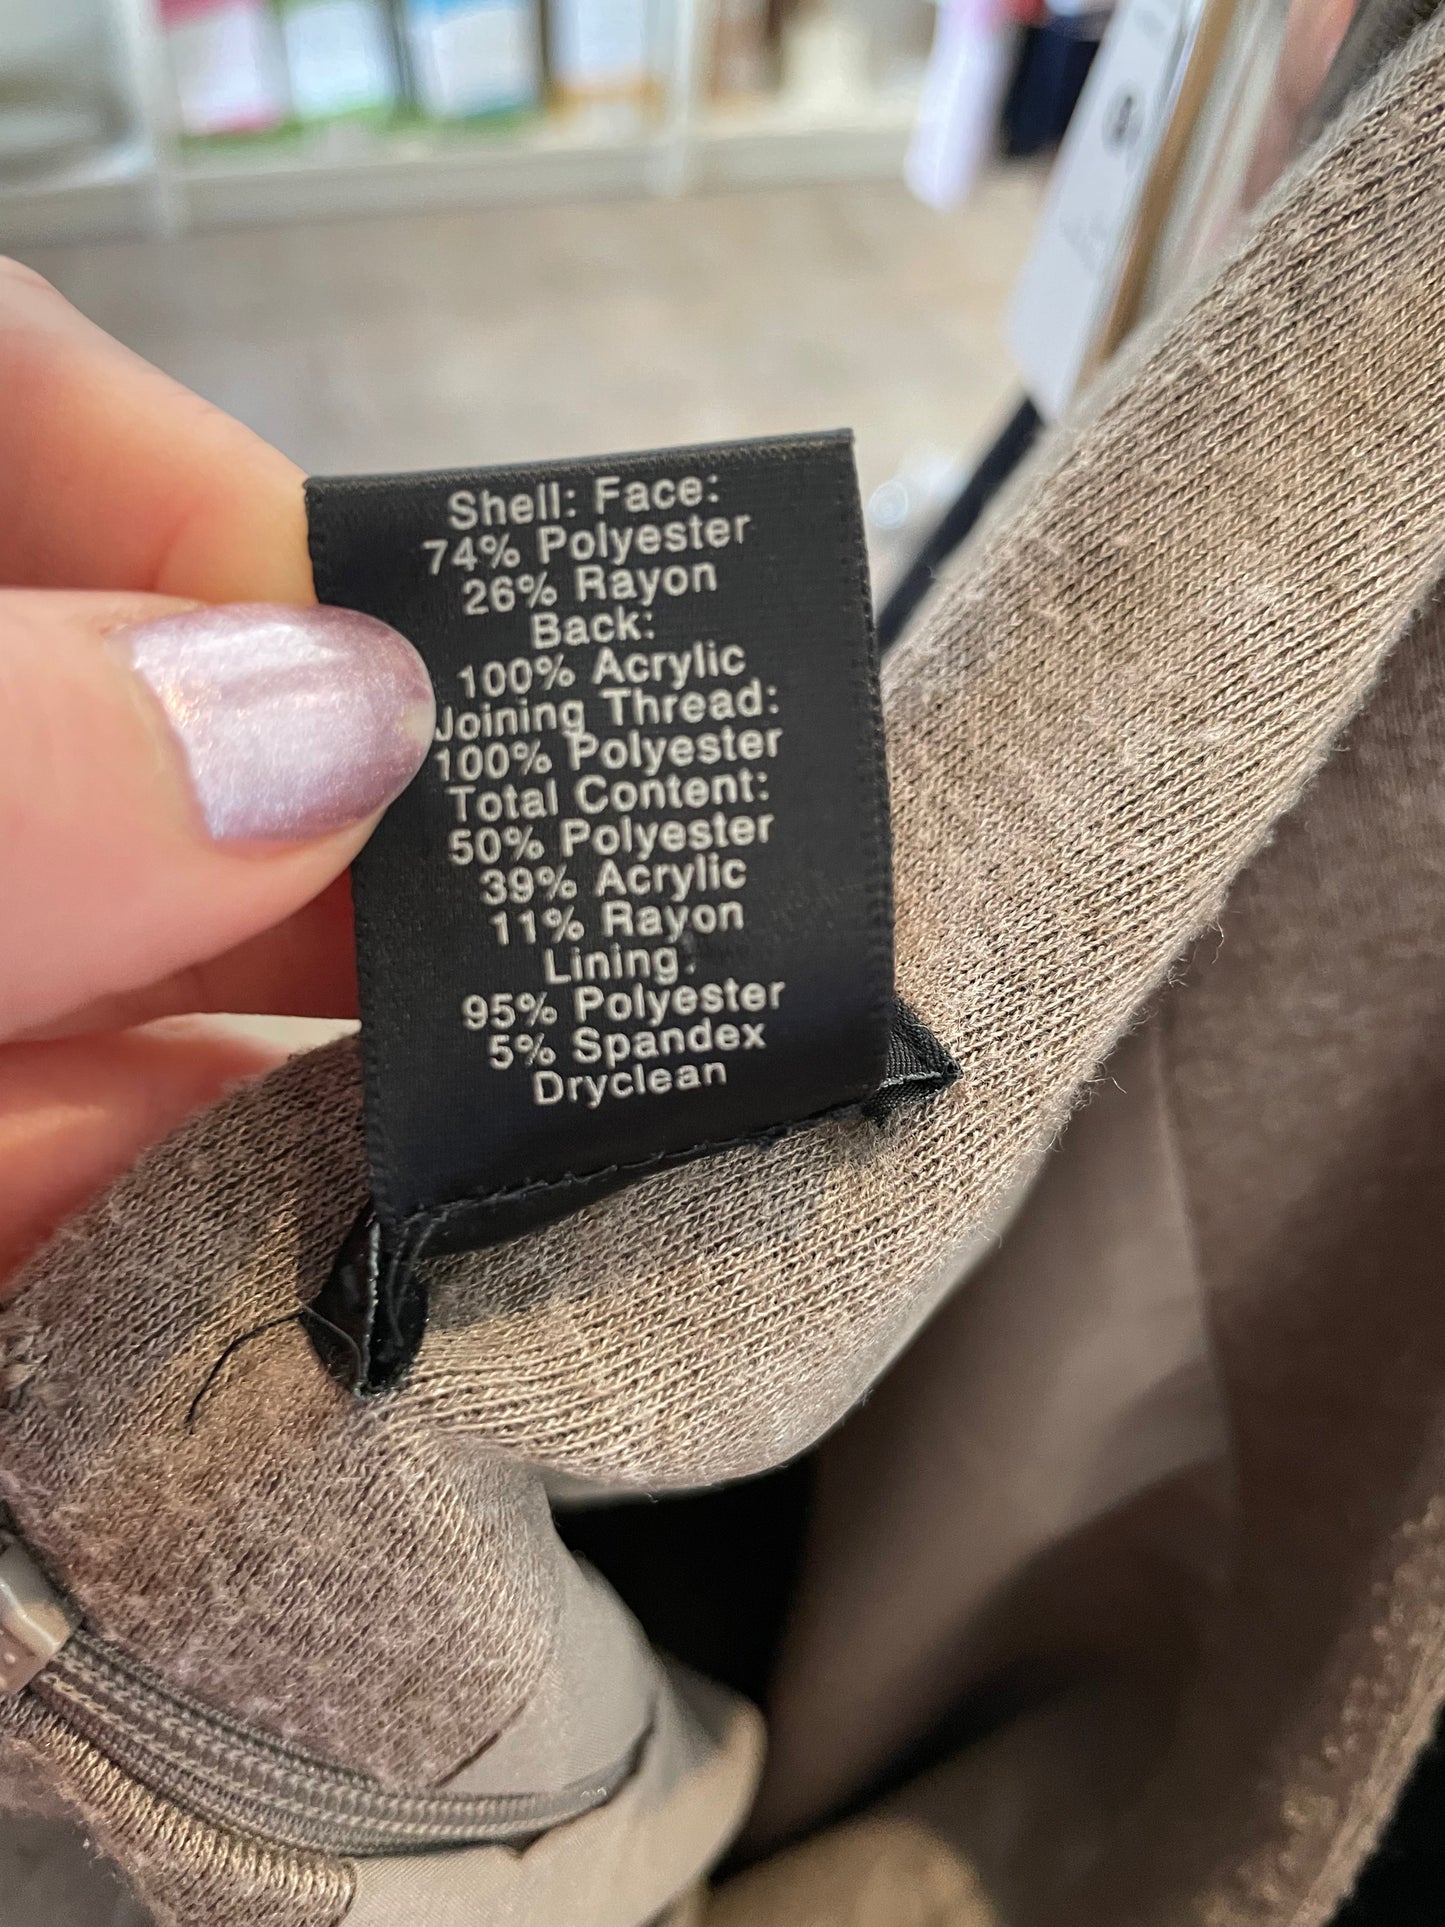 Shell: Face:
74% Polyester
26% Rayon
Back:
100% Acrylic
Joining Thread:
100% Polyester
Total Content:
50% Polyester
39% Acrylic
11% Rayon
Lining:
95% Polyester
5% Spandex
Dryclean